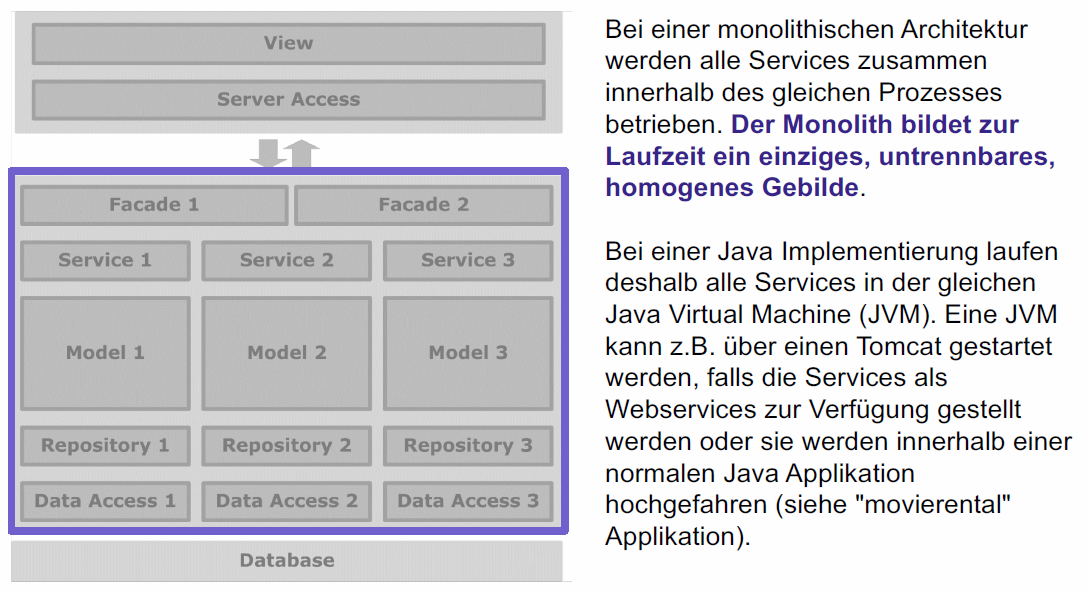 View
Server Access
Facade 1
Facade 2
Service 1
Service 2
Service 3
Model 1
Model 2
Model 3
Repository 1
Repository 2
Repository 3
Data Access 1
Data Access 2
Data Access 3
Database
Bei einer monolithischen Architektur
werden alle Services zusammen
innerhalb des gleichen Prozesses
betrieben. Der Monolith bildet zur
Laufzeit ein einziges, untrennbares,
homogenes Gebilde.
Bei einer Java Implementierung laufen
deshalb alle Services in der gleichen
Java Virtual Machine (JVM). Eine JVM
kann z.B. über einen Tomcat gestartet
werden, falls die Services als
Webservices zur Verfügung gestellt
werden oder sie werden innerhalb einer
normalen Java Applikation
hochgefahren (siehe "movierental"
Applikation).